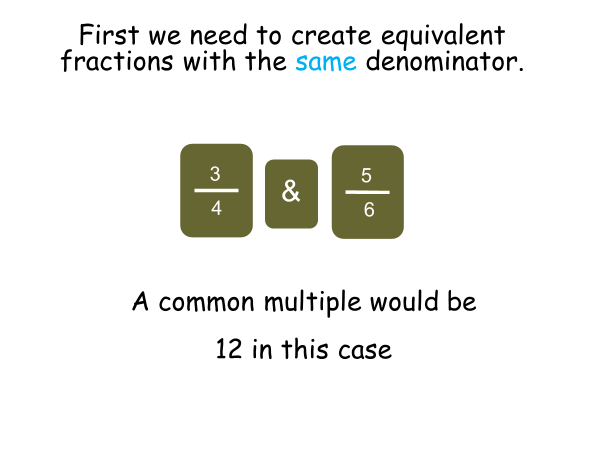 First we need to create equivalent
fractions with the same denominator.
3 & 5
4 6
A common multiple would be
12 in this case